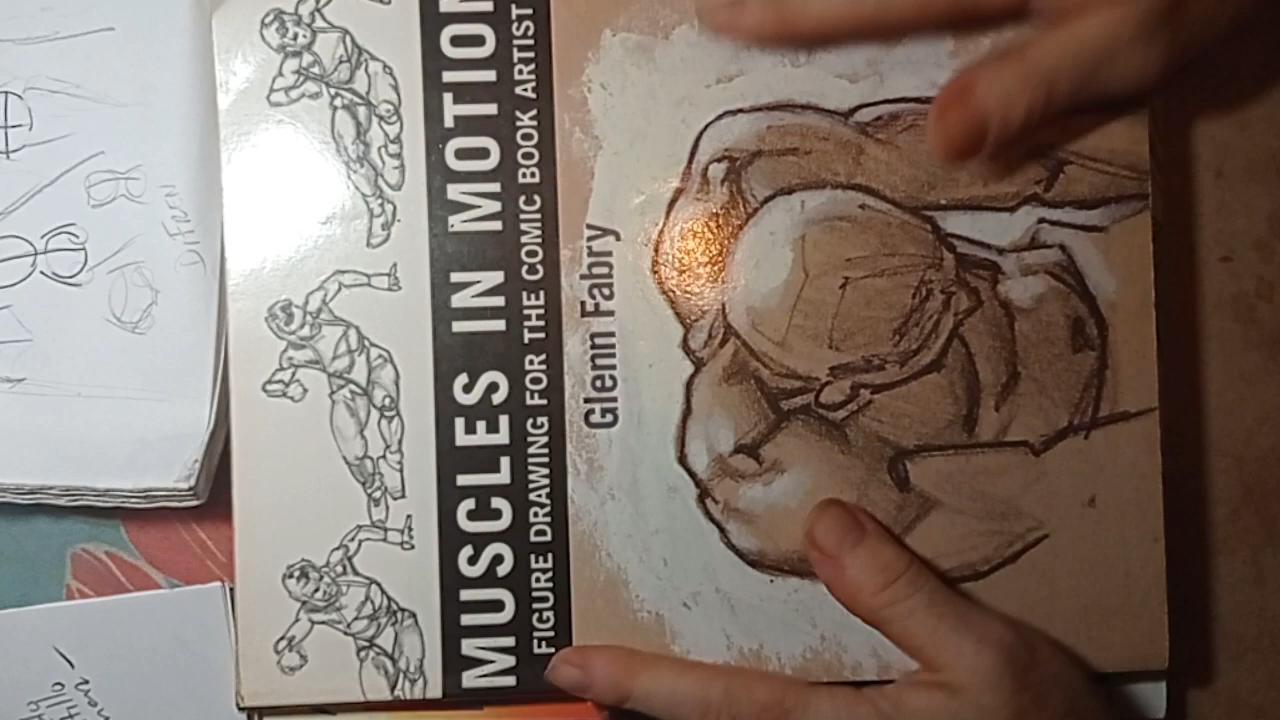 MUSCLES IN MOTION
FIGURE DRAWING FOR THE COMIC BOOK ARTIST
Glenn Fabry